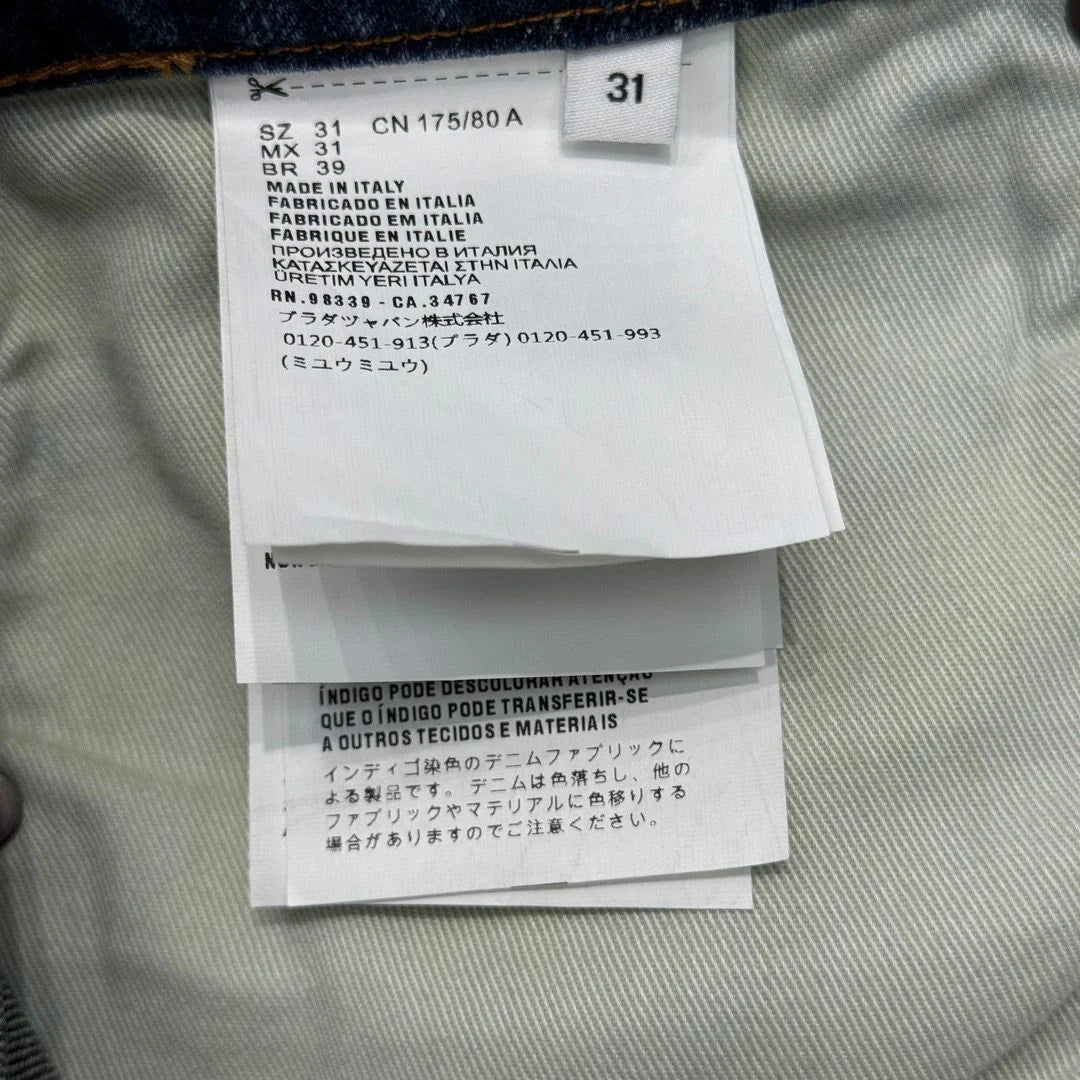 31
SZ 31 CN 175/80 A
MX 31
BR 39
MADE IN ITALY
FABRICADO EN ITALIA
FABRICADO EM ITALIA
FABRIQUE EN ITALIE
ПРОИЗВЕДЕНО В ИТАЛИЯ
ΚΑΤΑΣΚΕΥΑΖΕΤΑΙ ΣΤΗΝ ΙΤΑΛΙΑ
ÜRETIM YERI ITALYA
RN.98339 - CA.34767
プラダヅャバン株式会社
0120-451-913(プラダ) 0120-451-993
(ミユウミユウ)
ÍNDIGO PODE DESCOLORAR ATENÇAO
QUE O ÍNDIGO PODE TRANSFERIR-SE
A OUTROS TECIDOS E MATERIAIS
インディゴ染色のデニムファブリックに
よる製品です。デニムは色落ちし、他の
ファブリックやマテリアルに色移りする
場合がありますのでご注意ください。